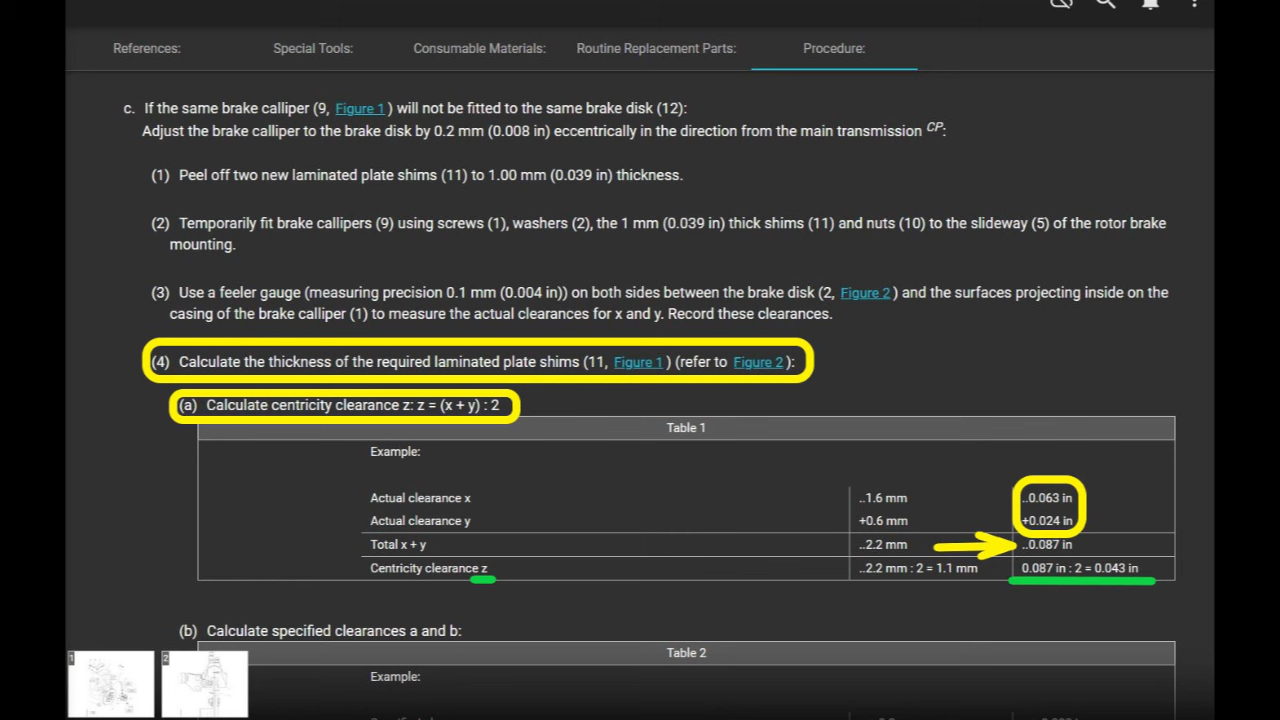 References: Special Tools: Consumable Materials: Routine Replacement Parts: Procedure:
c. If the same brake calliper (9, Figure 1 ) will not be fitted to the same brake disk (12):
Adjust the brake calliper to the brake disk by 0.2 mm (0.008 in) eccentrically in the direction from the main transmission CP:
(1) Peel off two new laminated plate shims (11) to 1.00 mm (0.039 in) thickness.
(2) Temporarily fit brake callipers (9) using screws (1), washers (2), the 1 mm (0.039 in) thick shims (11) and nuts (10) to the slideway (5) of the rotor brake
mounting.
(3) Use a feeler gauge (measuring precision 0.1 mm (0.004 in)) on both sides between the brake disk (2, Figure 2 ) and the surfaces projecting inside on the
casing of the brake calliper (1) to measure the actual clearances for x and y. Record these clearances.
(4) Calculate the thickness of the required laminated plate shims (11, Figure 1 ) (refer to Figure 2 ):
(a) Calculate centricity clearance z: z = (x + y) : 2
Table 1
Example:
Actual clearance x ..1.6 mm ..0.063 in
Actual clearance y +0.6 mm +0.024 in
Total x + y ..2.2 mm ..0.087 in
Centricity clearance z ..2.2 mm : 2 = 1.1 mm 0.087 in : 2 = 0.043 in
(b) Calculate specified clearances a and b:
Table 2
1 2 Example: